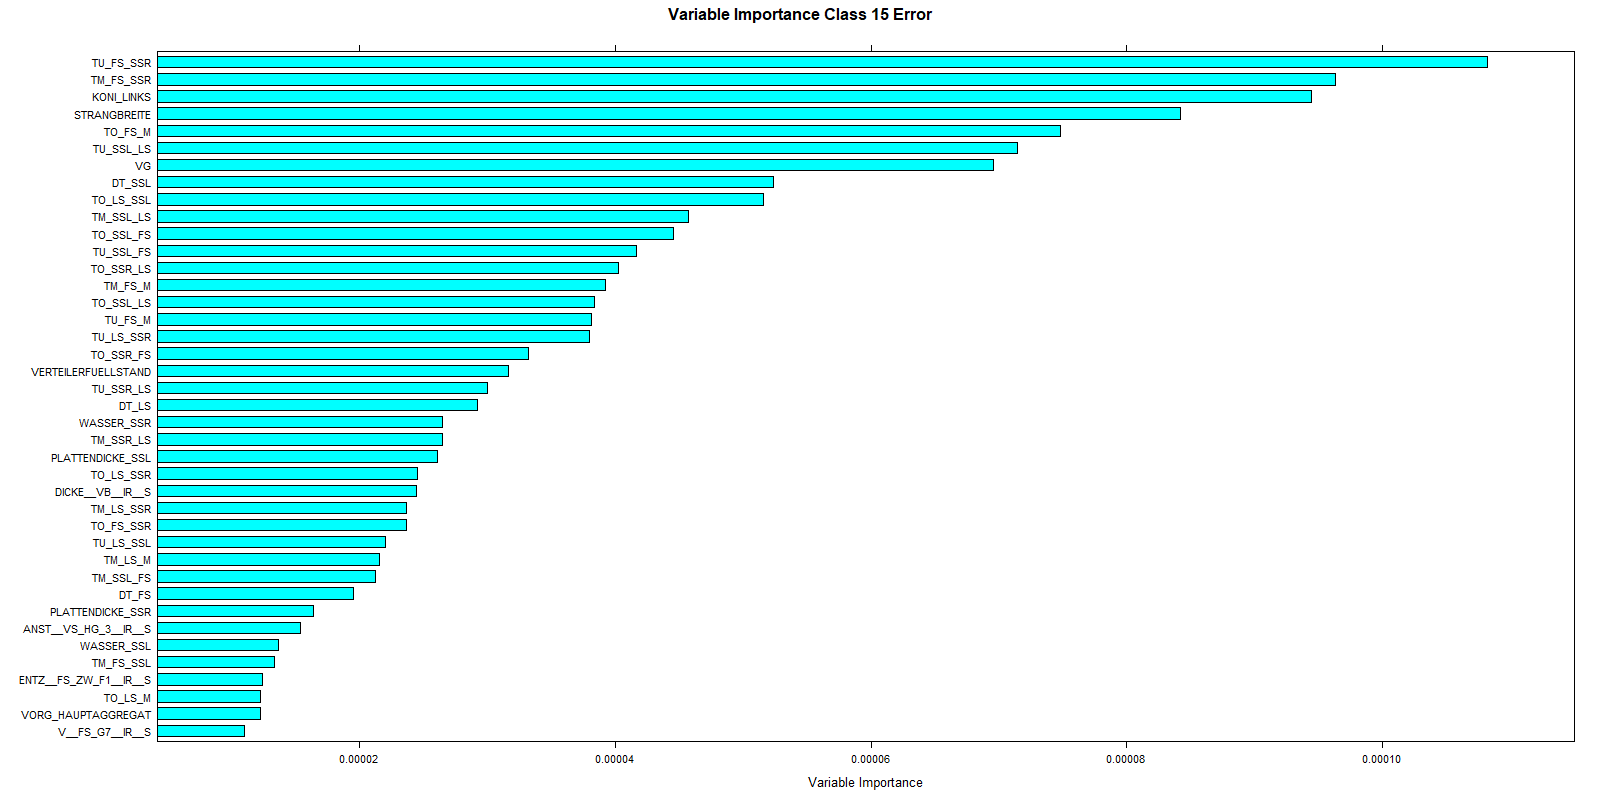 Variable Importance Class 15 Error
TU_FS_SSR
TM_FS_SSR
KONI_LINKS
STRANGBREITE
TO_FS_M
TU_SSL_LS
VG
DT_SSL
TO_LS_SSL
TM_SSL_LS
TO_SSL_FS
TU_SSL_FS
TO_SSR_LS
TM_FS_M
TO_SSL_LS
TU_FS_M
TU_LS_SSR
TO_SSR_FS
VERTEILERFUELLSTAND
TU_SSR_LS
DT_LS
WASSER_SSR
TM_SSR_LS
PLATTENDICKE_SSL
TO_LS_SSR
DICKE__VB__IR__S
TM_LS_SSR
TO_FS_SSR
TU_LS_SSL
TM_LS_M
TM_SSL_FS
DT_FS
PLATTENDICKE_SSR
ANST__VS_HG_3__IR__S
WASSER_SSL
TM_FS_SSL
ENTZ__FS_ZW_F1__IR__S
TO_LS_M
VORG_HAUPTAGGREGAT
V__FS_G7__IR__S
0.00002 0.00004 0.00006 0.00008 0.00010
Variable Importance